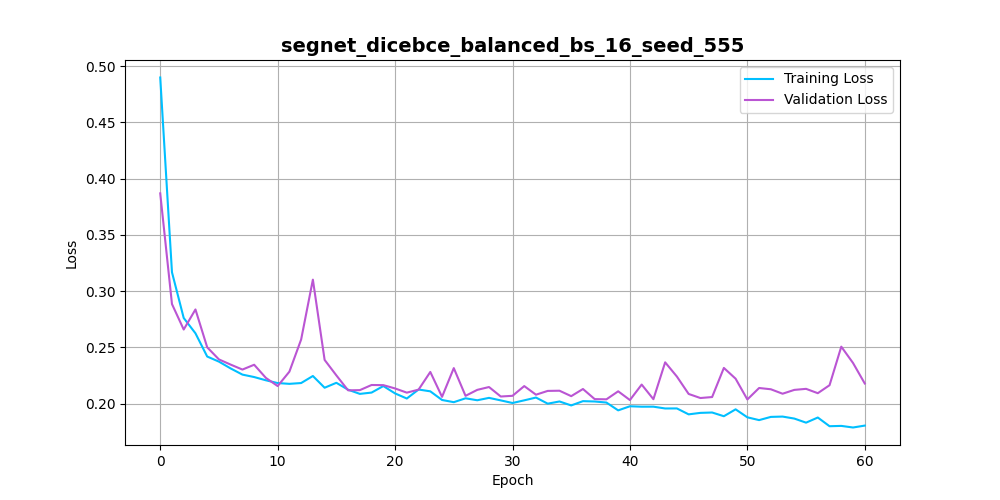 segnet_dicebce_balanced_bs_16_seed_555
Training Loss
Validation Loss
0.50
0.45
0.40
0.35
0.30
0.25
0.20
Loss
0
10
20
30
40
50
60
Epoch